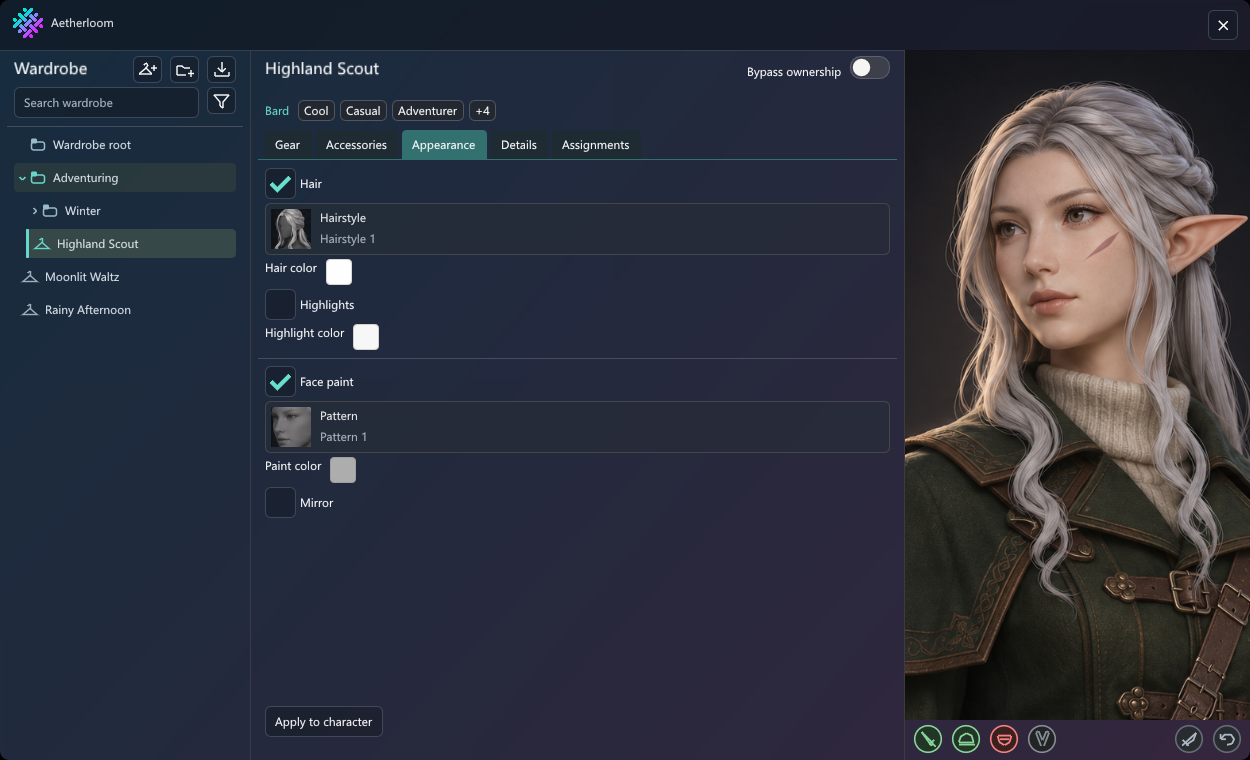 Aetherloom
Wardrobe
Search wardrobe
Wardrobe root
Adventuring
Winter
Highland Scout
Moonlit Waltz
Rainy Afternoon
Highland Scout
Bypass ownership
Bard Cool Casual Adventurer +4
Gear Accessories Appearance Details Assignments
Hair
Hairstyle
Hairstyle 1
Hair color
Highlights
Highlight color
Face paint
Pattern
Pattern 1
Paint color
Mirror
Apply to character